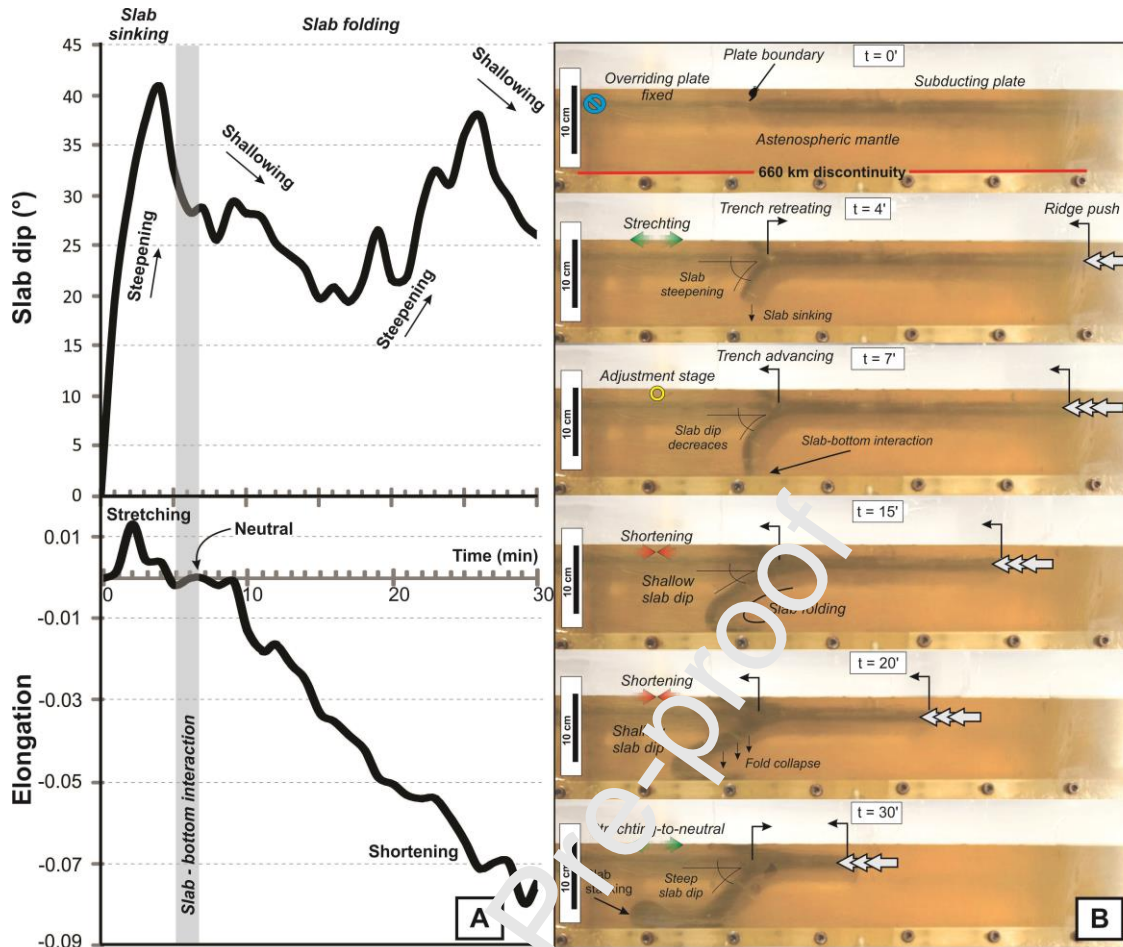 Slab
sinking
Slab folding
45
40
35
30
25
20
15
10
5
0
Slab dip (°)
Steepening
Shallowing
Steepening
Shallowing
Stretching
Neutral
Time (min)
0.01
-0.01
-0.03
-0.05
-0.07
-0.09
0
10
20
30
Elongation
Slab - bottom interaction
Shortening
A
10 cm
Overriding plate
fixed
Plate boundary
t = 0'
Subducting plate
Astenospheric mantle
660 km discontinuity
10 cm
Strechting
Trench retreating
t = 4'
Ridge push
Slab
steepening
Slab sinking
10 cm
Adjustment stage
Trench advancing
t = 7'
Slab dip
decreaces
Slab-bottom interaction
10 cm
Shortening
t = 15'
Shallow
slab dip
Slab folding
10 cm
Shortening
t = 20'
slab dip
Fold collapse
10 cm
t = 30'
Steep
slab dip
B
Pre-proof